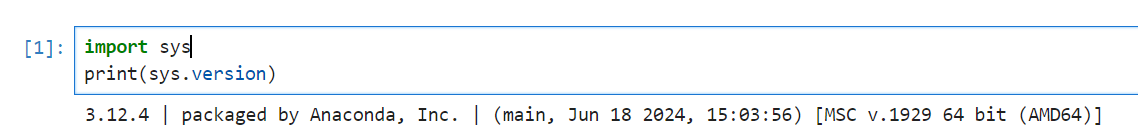 [1]: import sys
print(sys.version)
3.12.4 | packaged by Anaconda, Inc. | (main, Jun 18 2024, 15:03:56) [MSC v.1929 64 bit (AMD64)]